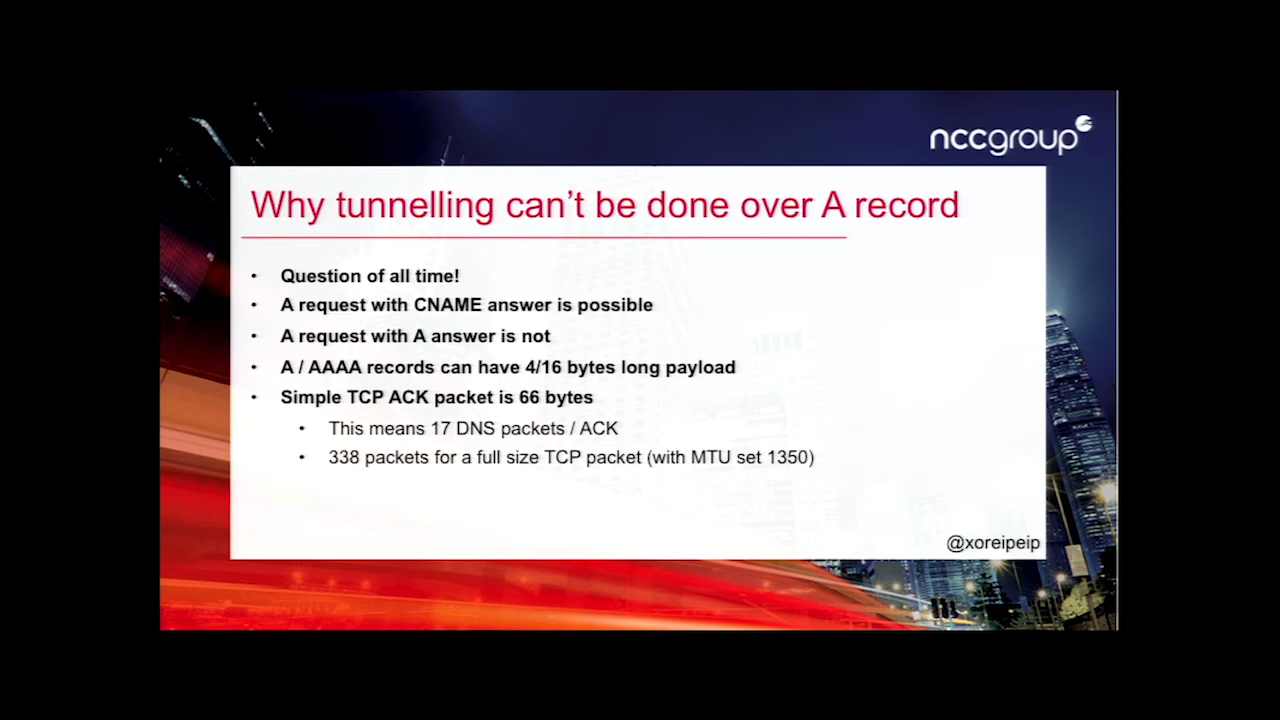 nccgroup
Why tunnelling can't be done over A record
• Question of all time!
• A request with CNAME answer is possible
• A request with A answer is not
• A / AAAA records can have 4/16 bytes long payload
• Simple TCP ACK packet is 66 bytes
• This means 17 DNS packets / ACK
• 338 packets for a full size TCP packet (with MTU set 1350)
@xoreipeip